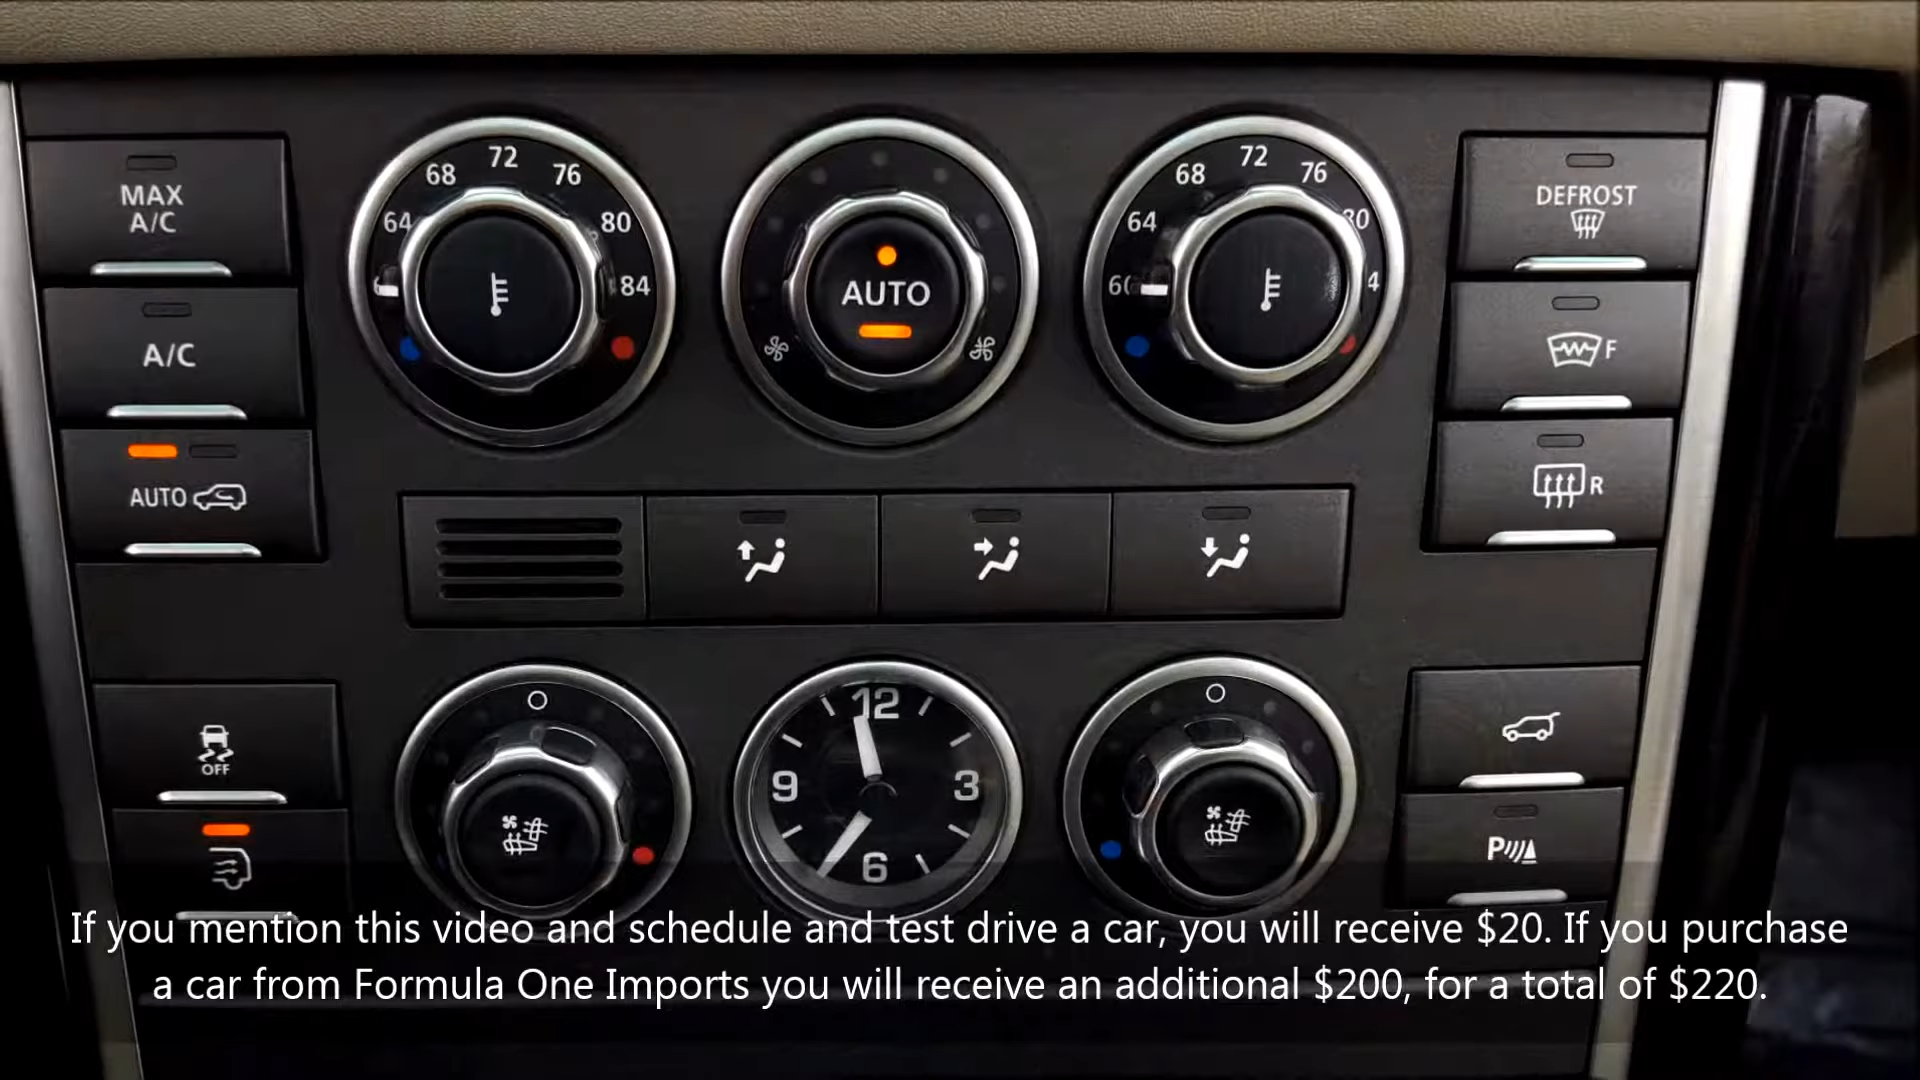 MAX
A/C
68 72 76
64 80
84
AUTO
68 72 76
64
60
DEFROST
A/C
F
AUTO
R
OFF
12
9 3
6
P
If you mention this video and schedule and test drive a car, you will receive $20. If you purchase
a car from Formula One Imports you will receive an additional $200, for a total of $220.